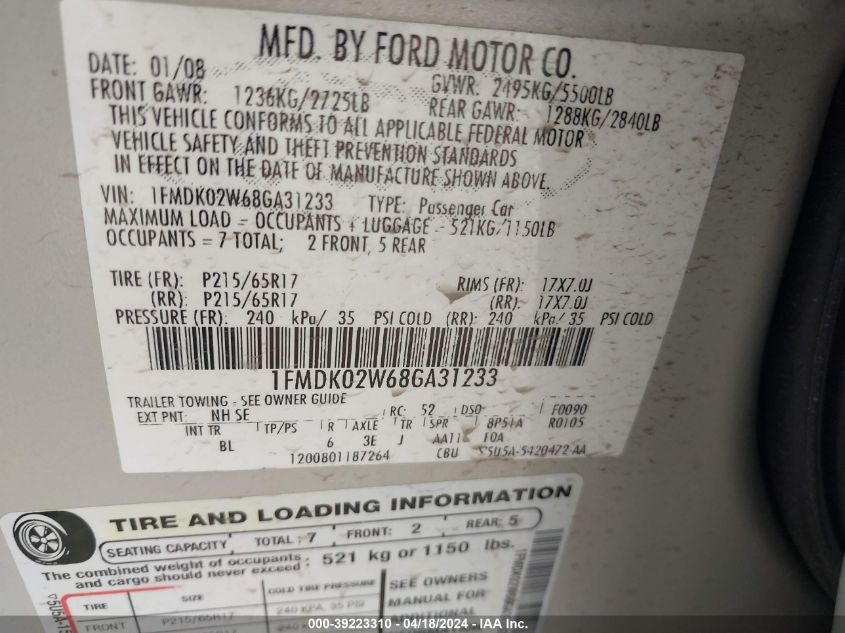 MFD. BY FORD MOTOR CO.
DATE: 01/08 GVWR: 2495KG/5500LB
FRONT GAWR: 1236KG/2725LB REAR GAWR: 1288KG/2840LB
THIS VEHICLE CONFORMS TO ALL APPLICABLE FEDERAL MOTOR
VEHICLE SAFETY AND THEFT PREVENTION STANDARDS
IN EFFECT ON THE DATE OF MANUFACTURE SHOWN ABOVE.
VIN: 1FMDK02W68GA31233 TYPE: Passenger Car
MAXIMUM LOAD = OCCUPANTS + LUGGAGE - 521KG/1150LB
OCCUPANTS = 7 TOTAL; 2 FRONT, 5 REAR
TIRE (FR): P215/65R17 RIMS (FR): 17X7.0J
(RR): P215/65R17 (RR): 17X7.0J
PRESSURE (FR): 240 kPa/ 35 PSI COLD (RR): 240 kPa/ 35 PSI COLD
1FMDK02W68GA31233
TRAILER TOWING - SEE OWNER GUIDE
EXT PNT: NH SE RC: 52 DSO: F0090
INT TR TP/PS R AXLE TR SPR 8P51A R0105
BL 6 3E J AA11 F0A
1200801187264 CBU 5U5A-5420472-AA
TIRE AND LOADING INFORMATION
SEATING CAPACITY TOTAL: 7 FRONT: 2 REAR: 5
The combined weight of occupants and cargo should never exceed: 521 kg or 1150 lbs.
TIRE SIZE COLD TIRE PRESSURE SEE OWNERS
FRONT P215/65R17 240 KPA, 35 PSI MANUAL FOR
ADDITIONAL
000-39223310 - 04/18/2024 - IAAI.com